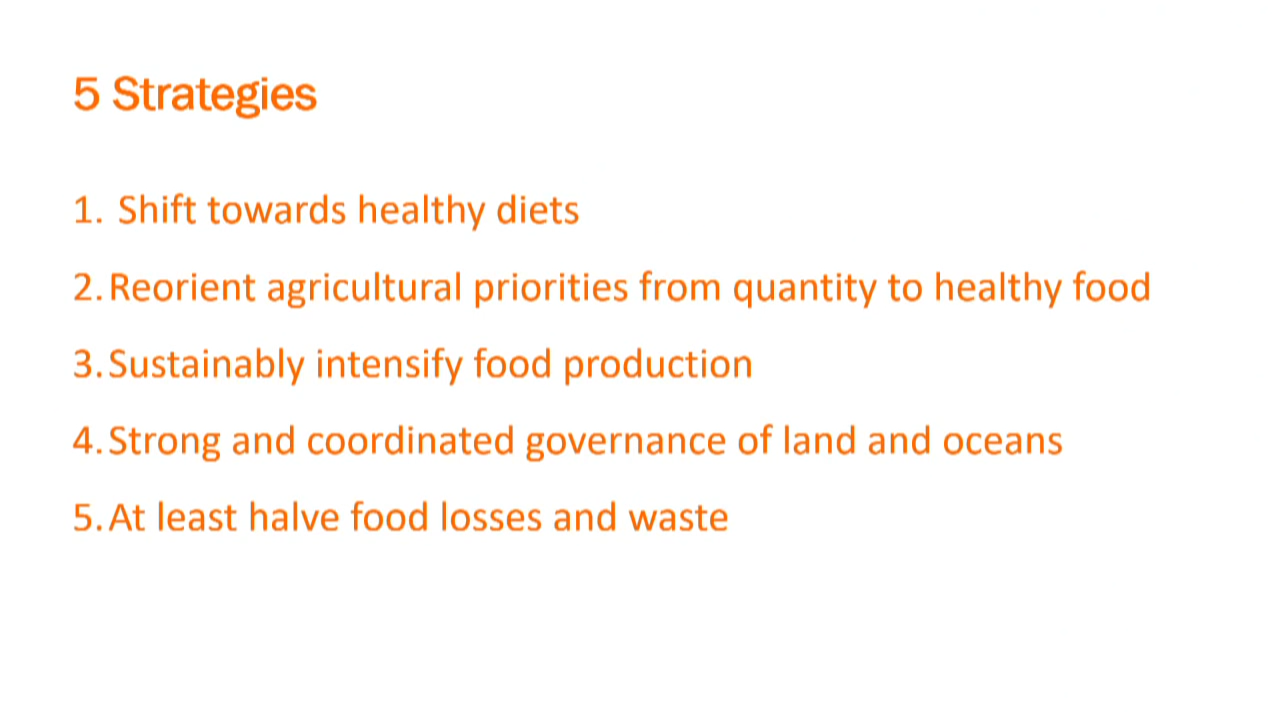 5 Strategies
1. Shift towards healthy diets
2. Reorient agricultural priorities from quantity to healthy food
3. Sustainably intensify food production
4. Strong and coordinated governance of land and oceans
5. At least halve food losses and waste